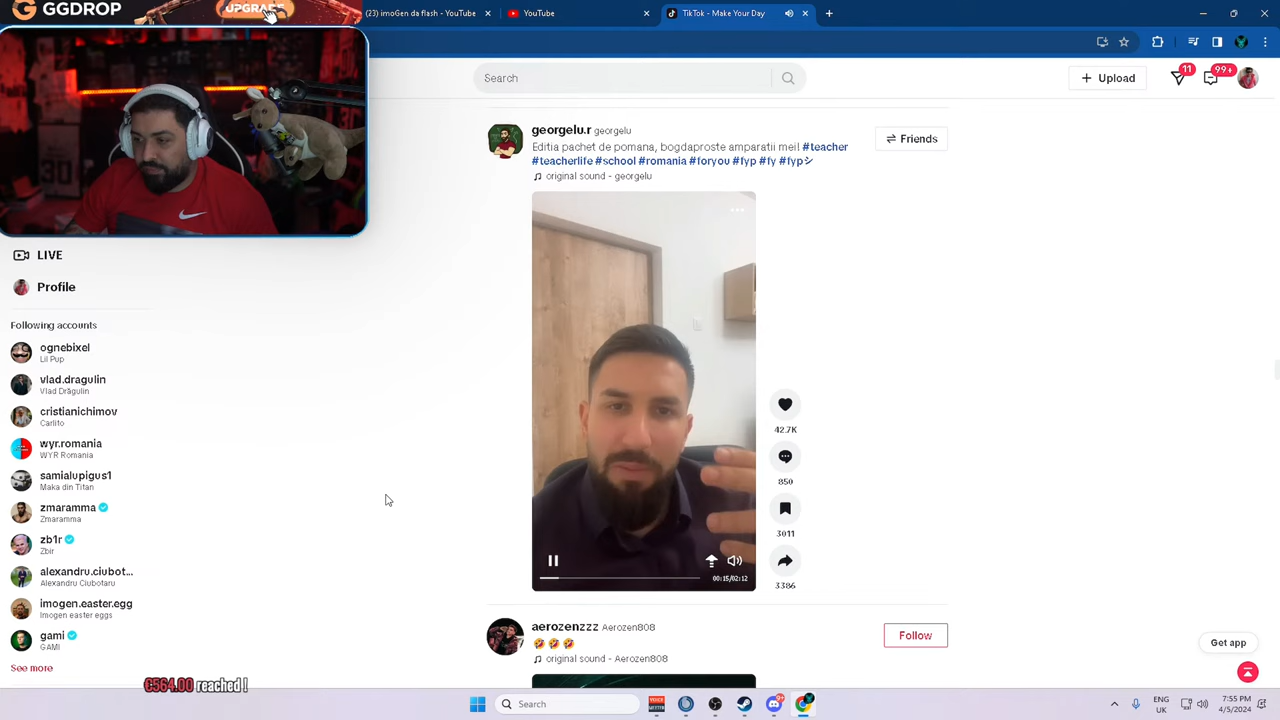 GGDROP
UPGRADE
(23) imoGen da flash - YouTube
YouTube
TikTok - Make Your Day
Search
Upload
11
99+
georgelu.r georgelu
Friends
Editia pachet de pomana, bogdaproste amparatii mei! #teacher
#teacherlife #school #romania #foryou #fyp #fy #fypシ
original sound - georgelu
LIVE
Profile
Following accounts
ognebixel
Lil Pup
vlad.dragulin
Vlad Drăgulin
cristianichimov
Carlito
wyr.romania
WYR Romania
samialupigus1
Maka din Titan
zmaramma
Zmaramma
zb1r
Zbir
alexandru.ciubot...
Alexandru Ciubotaru
imogen.easter.egg
Imogen easter eggs
gami
GAMI
See more
42.7K
850
3011
3386
00:15/02:12
aerozenzzz Aerozen808
Follow
🤣🤣🤣
original sound - Aerozen808
Get app
€564.00 reached !
Search
ENG
UK
7:53 PM
4/5/2024